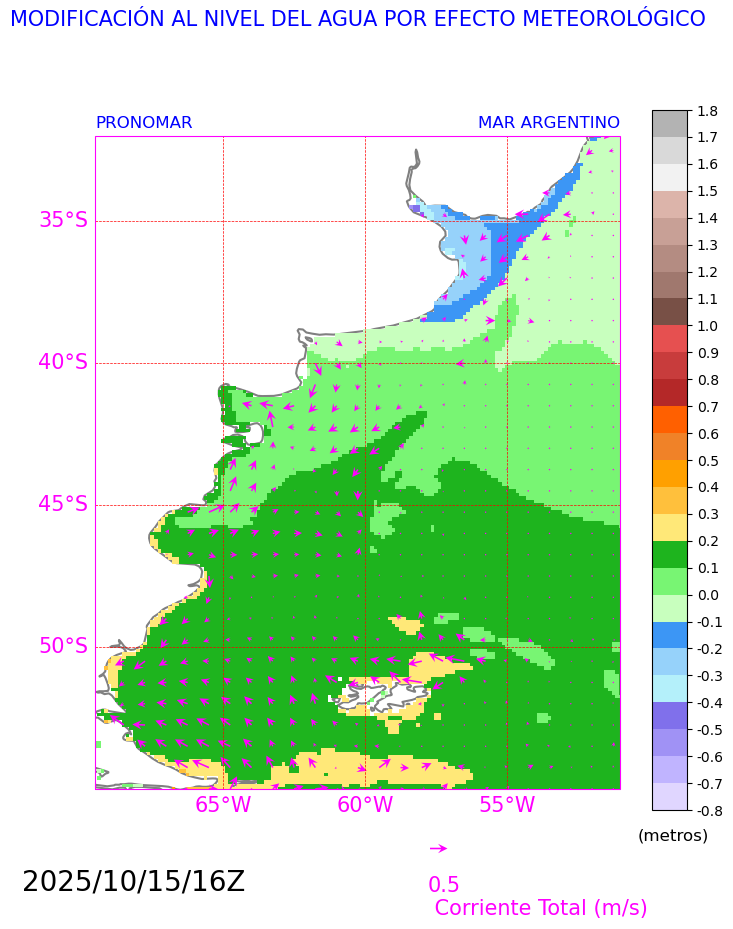 MODIFICACIÓN AL NIVEL DEL AGUA POR EFECTO METEOROLÓGICO
PRONOMAR MAR ARGENTINO
35°S
40°S
45°S
50°S
65°W 60°W 55°W
1.8
1.7
1.6
1.5
1.4
1.3
1.2
1.1
1.0
0.9
0.8
0.7
0.6
0.5
0.4
0.3
0.2
0.1
0.0
-0.1
-0.2
-0.3
-0.4
-0.5
-0.6
-0.7
-0.8
(metros)
2025/10/15/16Z
0.5
Corriente Total (m/s)